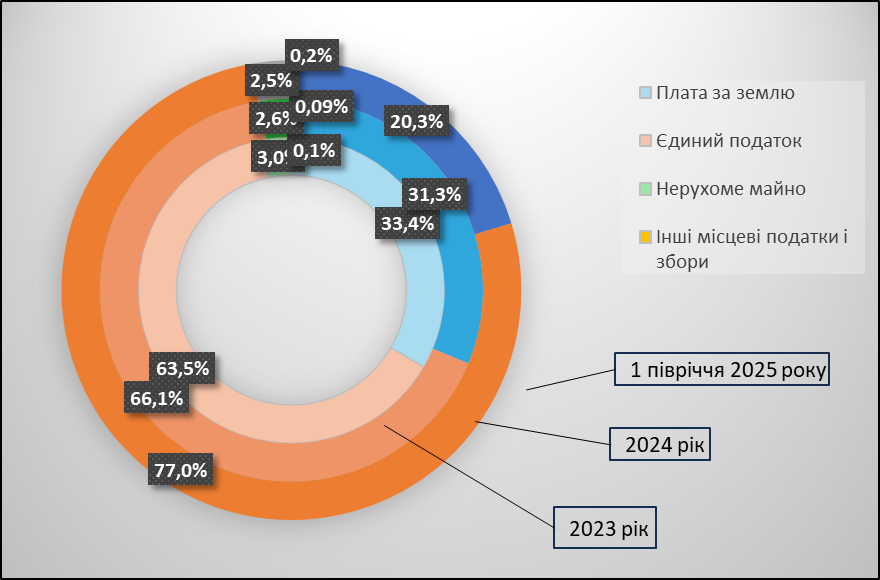 0,2%
2,5%
0,09%
2,6%
20,3%
0,1%
3,0%
31,3%
33,4%
63,5%
66,1%
77,0%
Плата за землю
Єдиний податок
Нерухоме майно
Інші місцеві податки і
збори
1 півріччя 2025 року
2024 рік
2023 рік